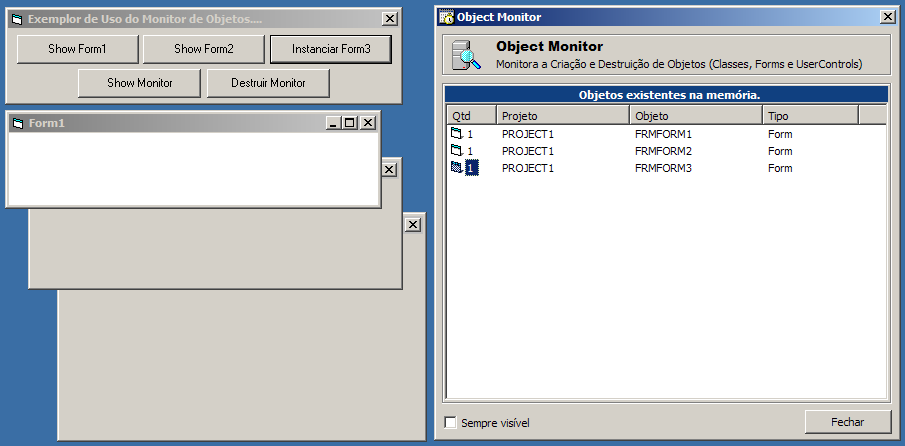 Exemplor de Uso do Monitor de Objetos....
Show Form1
Show Form2
Instanciar Form3
Show Monitor
Destruir Monitor
Form1
Object Monitor
Object Monitor
Monitora a Criação e Destruição de Objetos (Classes, Forms e UserControls)
Objetos existentes na memória.
Qtd Projeto Objeto Tipo
1 PROJECT1 FRMFORM1 Form
1 PROJECT1 FRMFORM2 Form
1 PROJECT1 FRMFORM3 Form
Sempre visível
Fechar